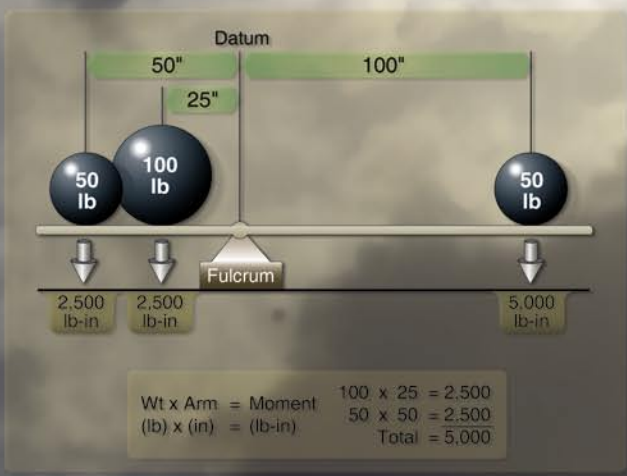 Datum
50"
100"
25"
50
lb
100
lb
50
lb
Fulcrum
2,500
lb-in
2,500
lb-in
5,000
lb-in
Wt x Arm = Moment
(lb) x (in) = (lb-in)
100 x 25 = 2.500
50 x 50 = 2,500
Total = 5,000